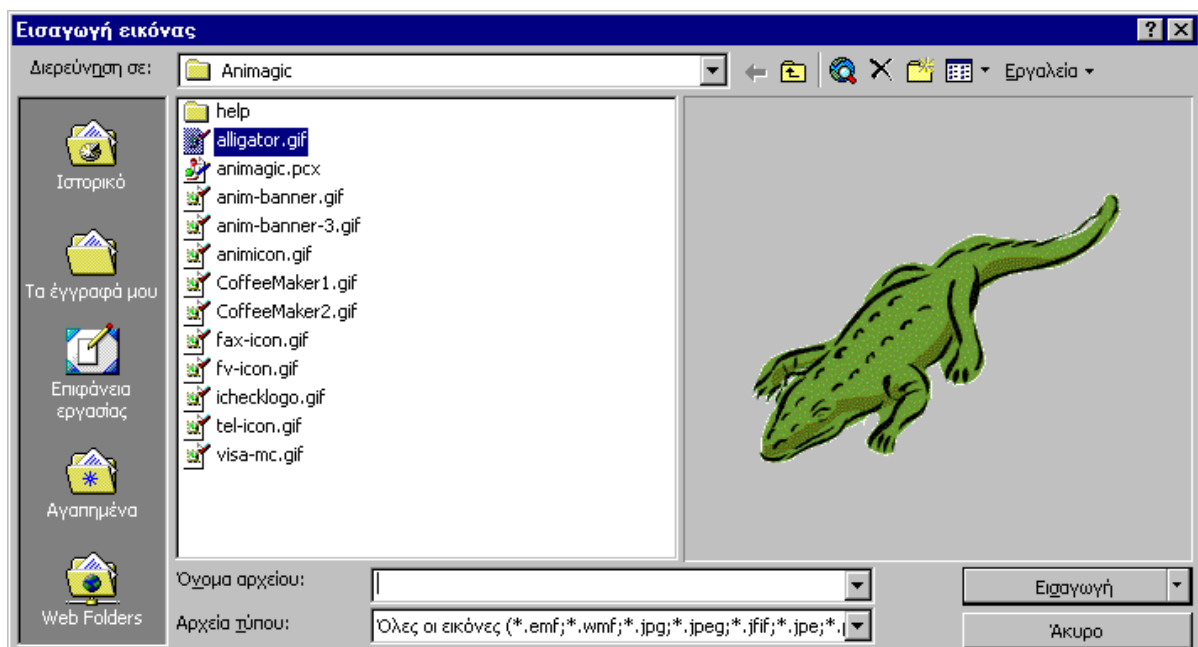 Εισαγωγή εικόνας
Διερεύνηση σε:
Animagic
Εργαλεία
Ιστορικό
Τα έγγραφά μου
Επιφάνεια
εργασίας
Αγαπημένα
Web Folders
help
alligator.gif
animagic.pcx
anim-banner.gif
anim-banner-3.gif
animicon.gif
CoffeeMaker1.gif
CoffeeMaker2.gif
fax-icon.gif
fv-icon.gif
ichecklogo.gif
tel-icon.gif
visa-mc.gif
Όνομα αρχείου:
Εισαγωγή
Αρχεία τύπου:
Όλες οι εικόνες (*.emf;*.wmf;*.jpg;*.jpeg;*.jfif;*.jpe;*.
Άκυρο